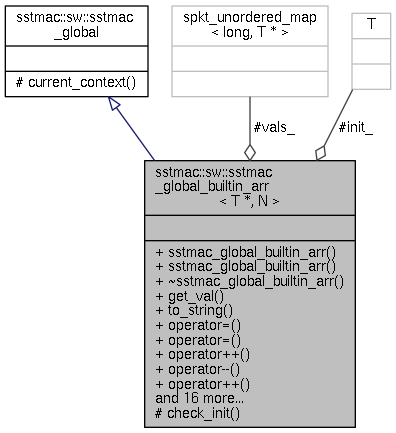 sstmac::sw::sstmac
_global
# current_context()
spkt_unordered_map
< long, T * >
T
#vals_
#init_
sstmac::sw::sstmac
_global_builtin_arr
< T *, N >
+ sstmac_global_builtin_arr()
+ sstmac_global_builtin_arr()
+ ~sstmac_global_builtin_arr()
+ get_val()
+ to_string()
+ operator=()
+ operator=()
+ operator++()
+ operator--()
+ operator++()
and 16 more...
# check_init()